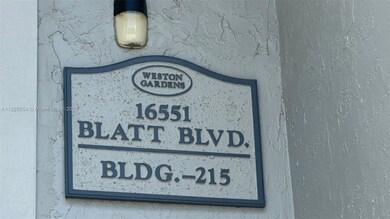 WESTON
GARDENS
16551
BLATT BLVD.
BLDG.-215